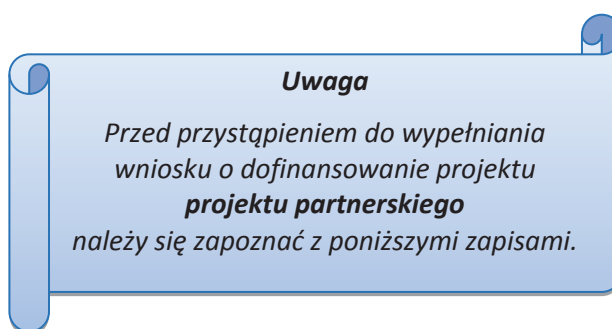 Uwaga
Przed przystąpieniem do wypełniania
wniosku o dofinansowanie projektu
projektu partnerskiego
należy się zapoznać z poniższymi zapisami.